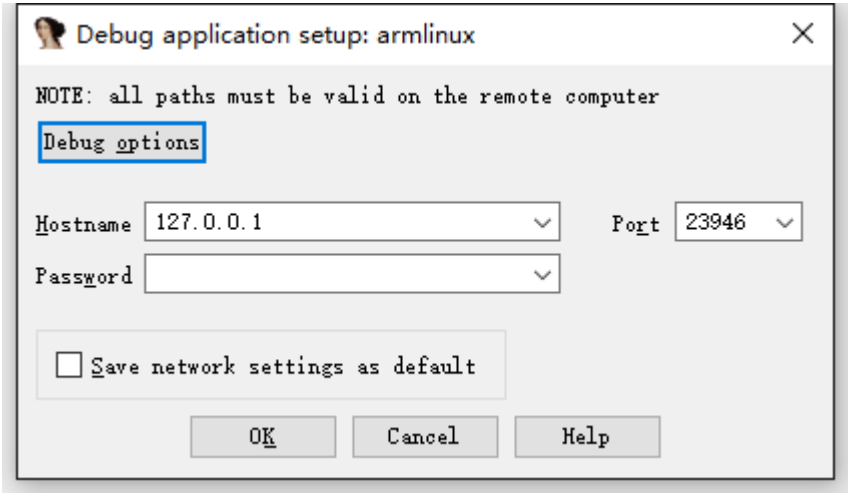 Debug application setup: armlinux
NOTE: all paths must be valid on the remote computer
Debug options
Hostname 127.0.0.1 Port 23946
Password
Save network settings as default
OK Cancel Help